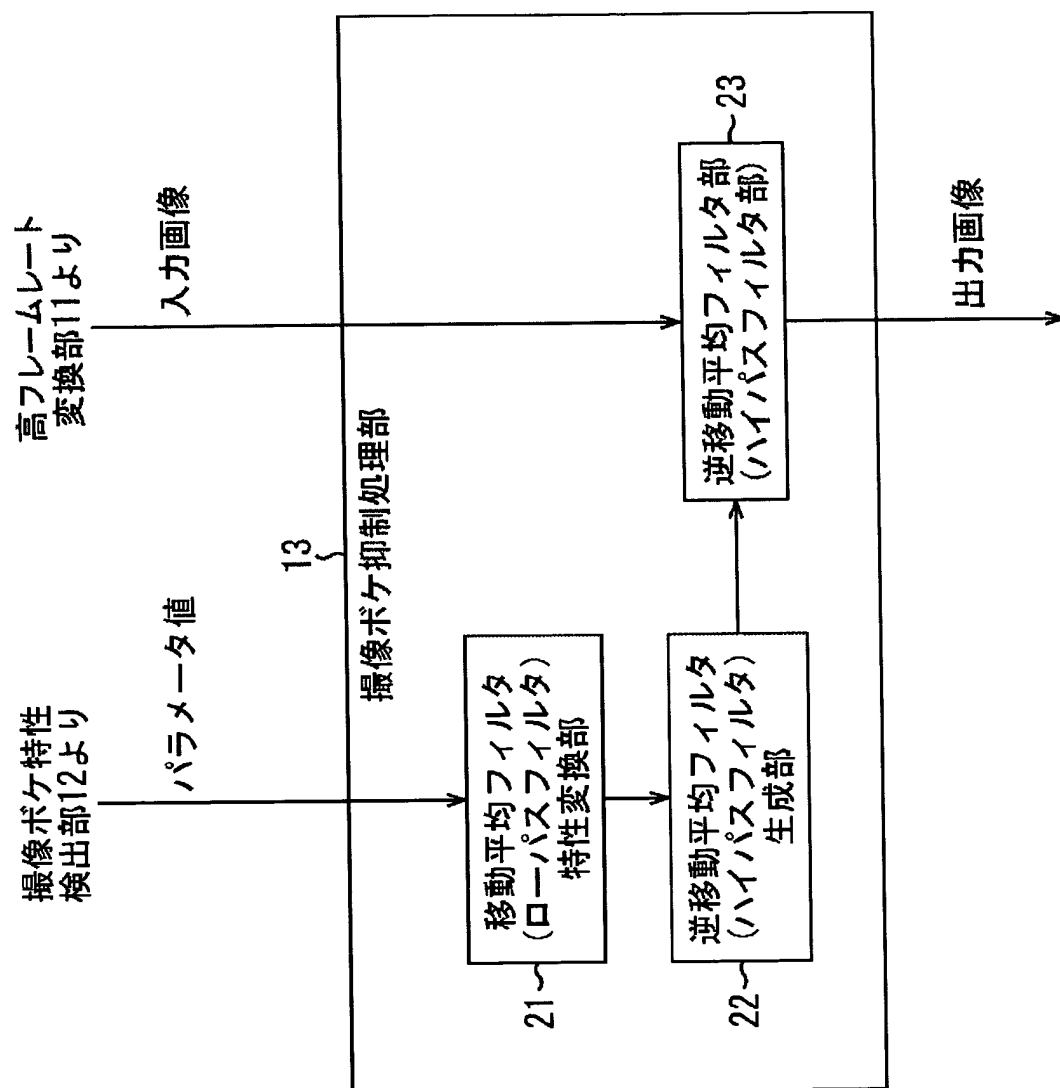 高フレームレート
変換部11より
入力画像
撮像ボケ特性
検出部12より
パラメータ値
13
撮像ボケ抑制処理部
移動平均フィルタ
(ローパスフィルタ)
特性変換部
21
逆移動平均フィルタ
(ハイパスフィルタ)
生成部
22
逆移動平均フィルタ部
(ハイパスフィルタ部)
23
出力画像